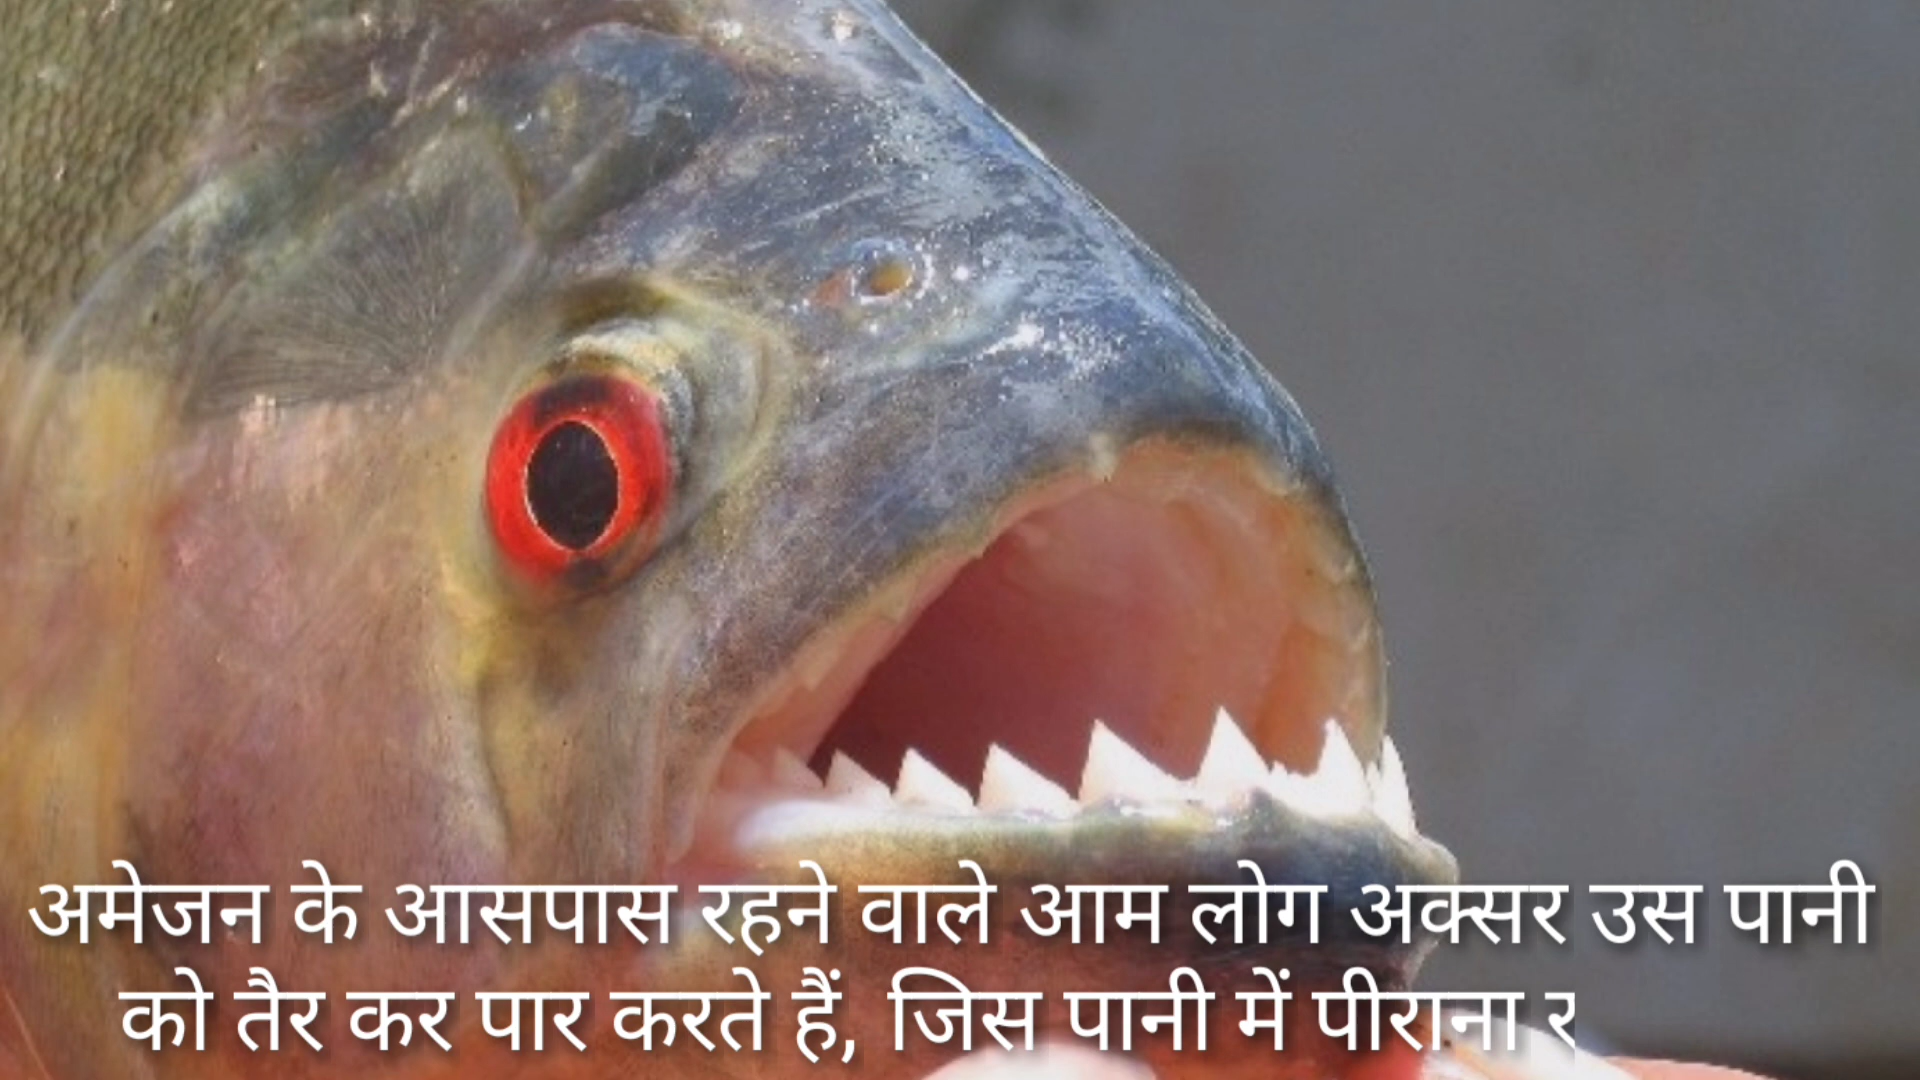 अमेजन के आसपास रहने वाले आम लोग अक्सर उस पानी
को तैर कर पार करते हैं, जिस पानी में पीराना